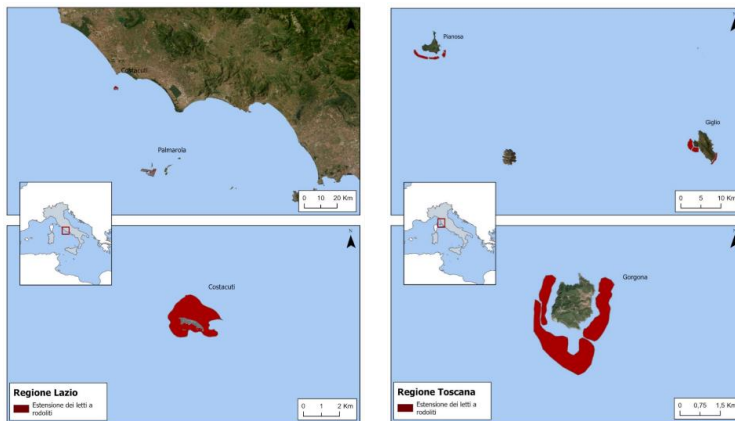 Costacuti
Palmarola
0 10 20 Km
N
Costacuti
Regione Lazio
Estensione dei letti a
rodoliti
0 1 2 Km
Pianosa
Giglio
0 5 10 Km
N
Gorgona
Regione Toscana
Estensione dei letti a
rodoliti
0 0,75 1,5 Km